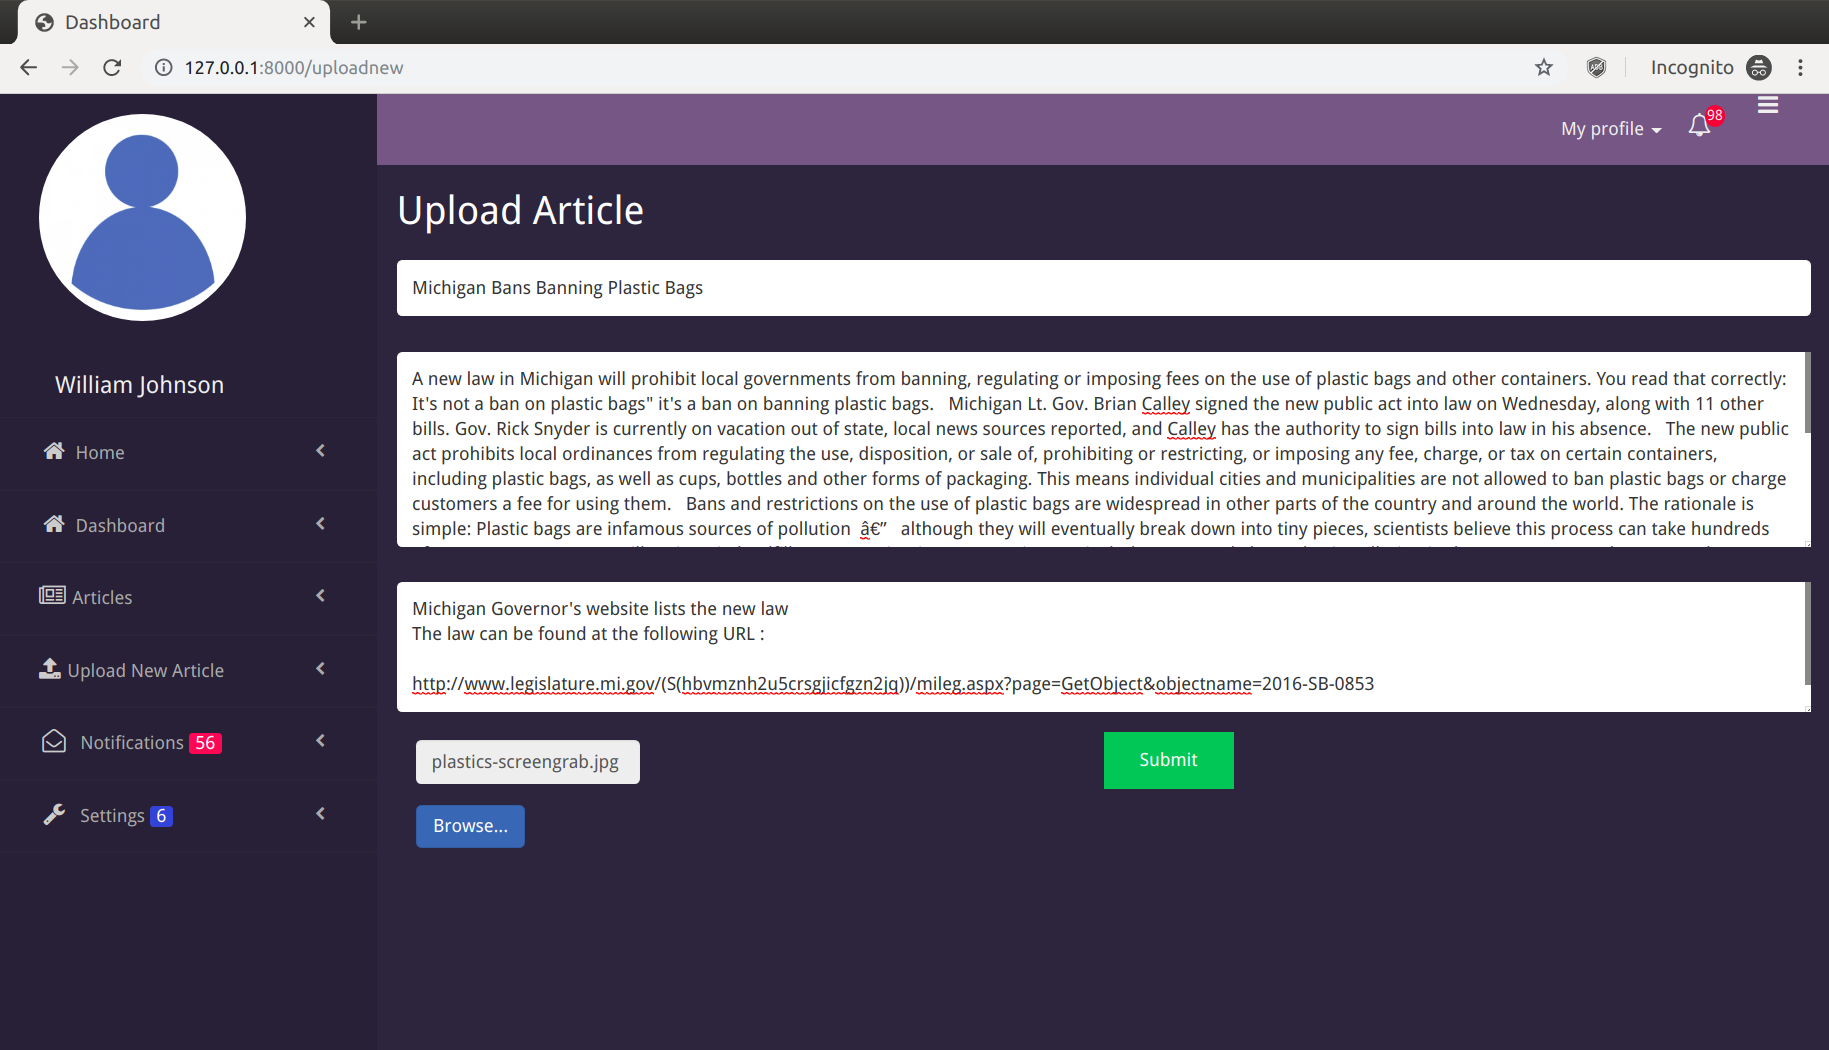 Dashboard
127.0.0.1:8000/uploadnew
Incognito
My profile
98
William Johnson
Home
Dashboard
Articles
Upload New Article
Notifications 56
Settings 6
Upload Article
Michigan Bans Banning Plastic Bags
A new law in Michigan will prohibit local governments from banning, regulating or imposing fees on the use of plastic bags and other containers. You read that correctly:
It's not a ban on plastic bags" it's a ban on banning plastic bags.   Michigan Lt. Gov. Brian Calley signed the new public act into law on Wednesday, along with 11 other
bills. Gov. Rick Snyder is currently on vacation out of state, local news sources reported, and Calley has the authority to sign bills into law in his absence.   The new public
act prohibits local ordinances from regulating the use, disposition, or sale of, prohibiting or restricting, or imposing any fee, charge, or tax on certain containers,
including plastic bags, as well as cups, bottles and other forms of packaging. This means individual cities and municipalities are not allowed to ban plastic bags or charge
customers a fee for using them.   Bans and restrictions on the use of plastic bags are widespread in other parts of the country and around the world. The rationale is
simple: Plastic bags are infamous sources of pollution  â€”   although they will eventually break down into tiny pieces, scientists believe this process can take hundreds
Michigan Governor's website lists the new law
The law can be found at the following URL :
http://www.legislature.mi.gov/(S(hbvmznh2u5crsgjicfgzn2jq))/mileg.aspx?page=GetObject&objectname=2016-SB-0853
plastics-screengrab.jpg
Submit
Browse...